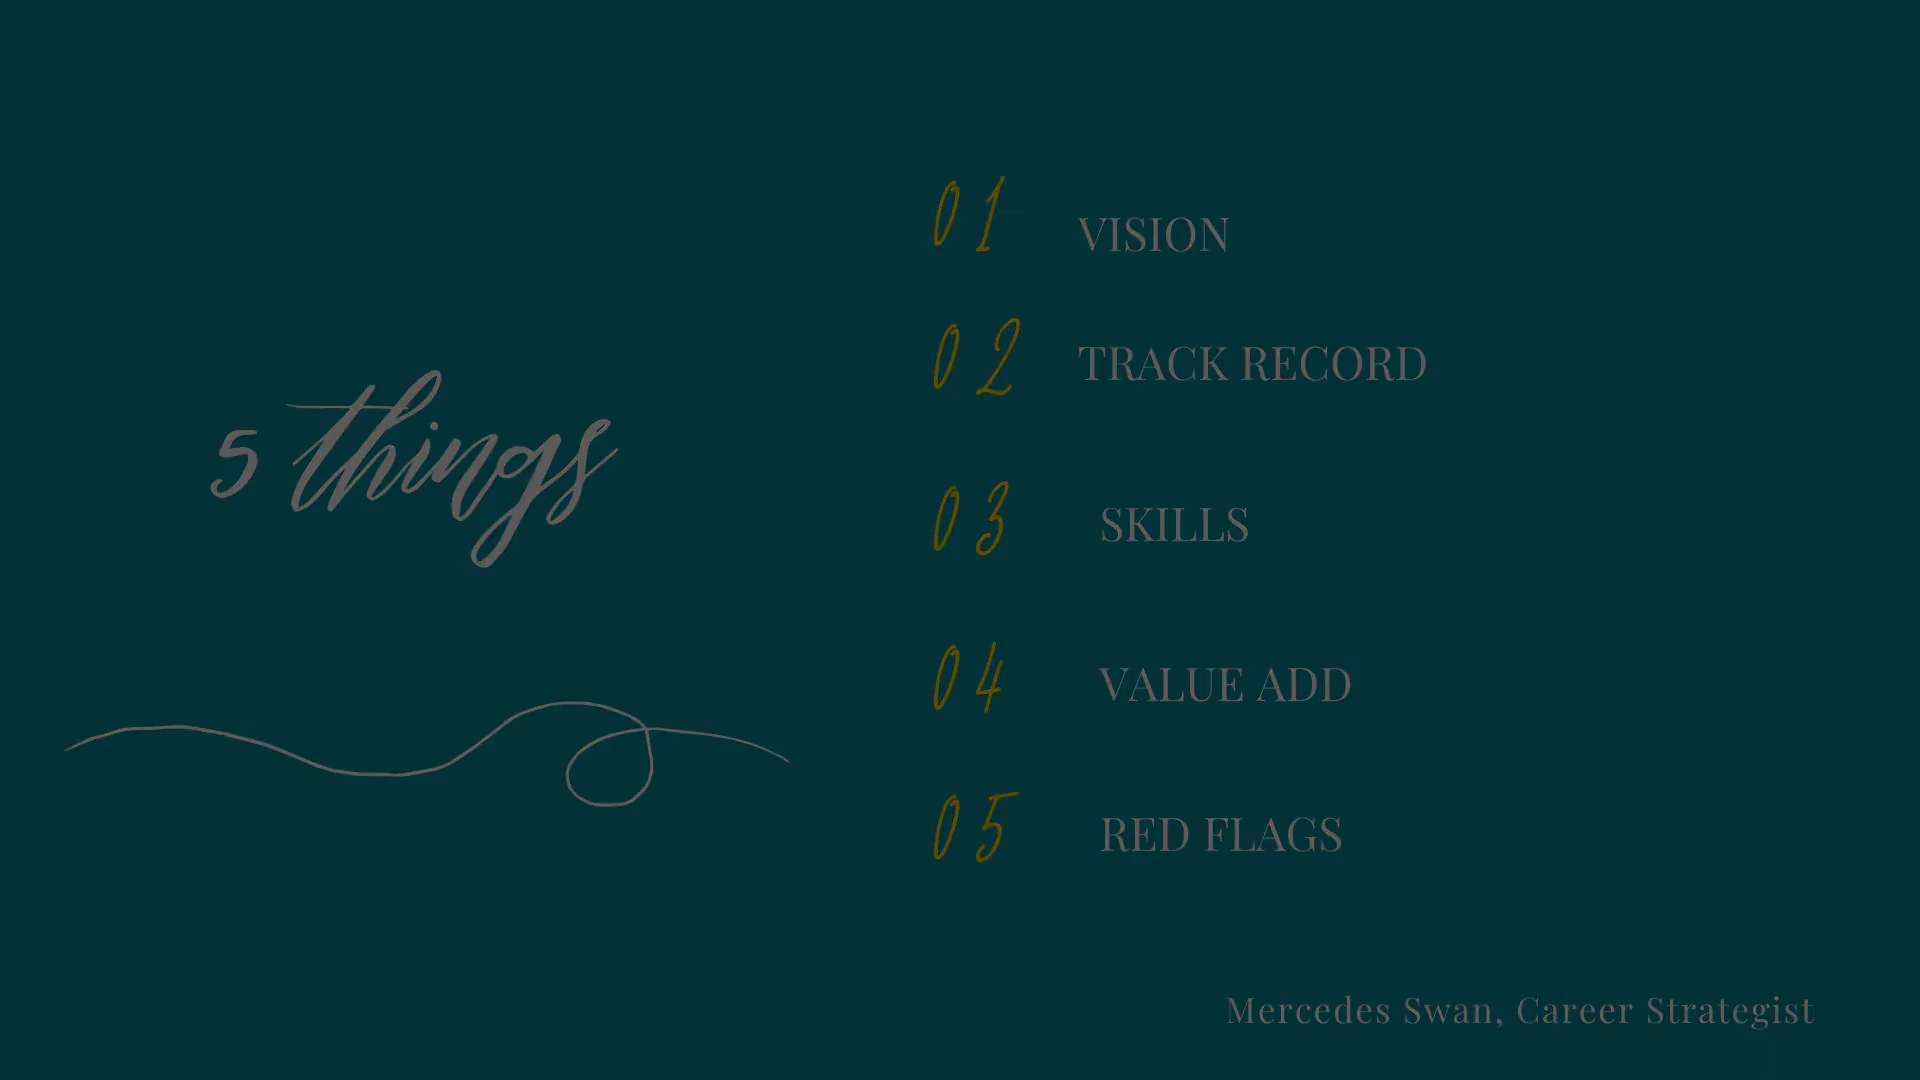 5 things
01 VISION
02 TRACK RECORD
03 SKILLS
04 VALUE ADD
05 RED FLAGS
Mercedes Swan, Career Strategist